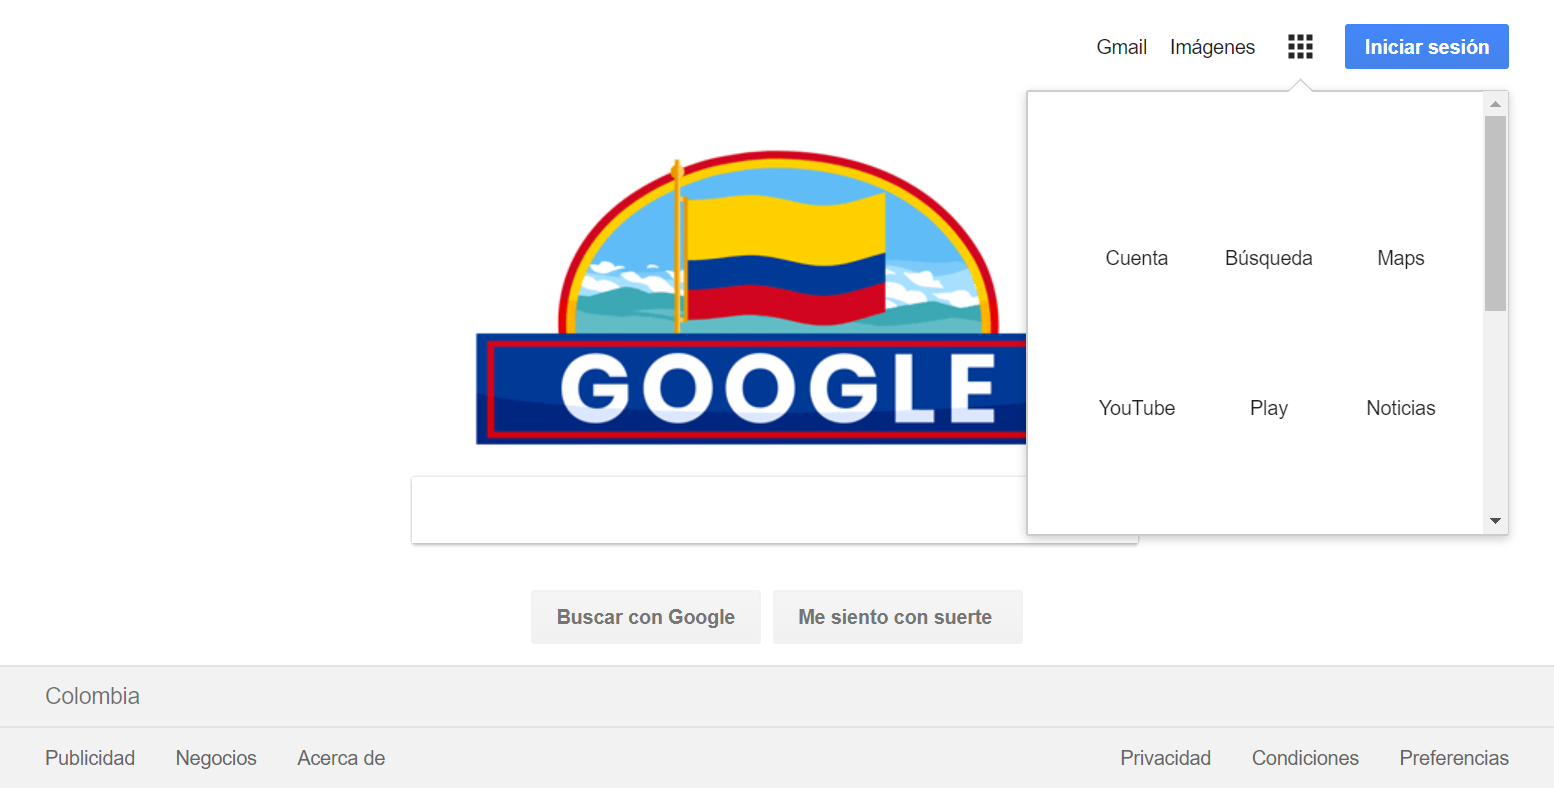 Gmail Imágenes Iniciar sesión
Cuenta Búsqueda Maps
GOOGLE
YouTube Play Noticias
Buscar con Google Me siento con suerte
Colombia
Publicidad Negocios Acerca de Privacidad Condiciones Preferencias